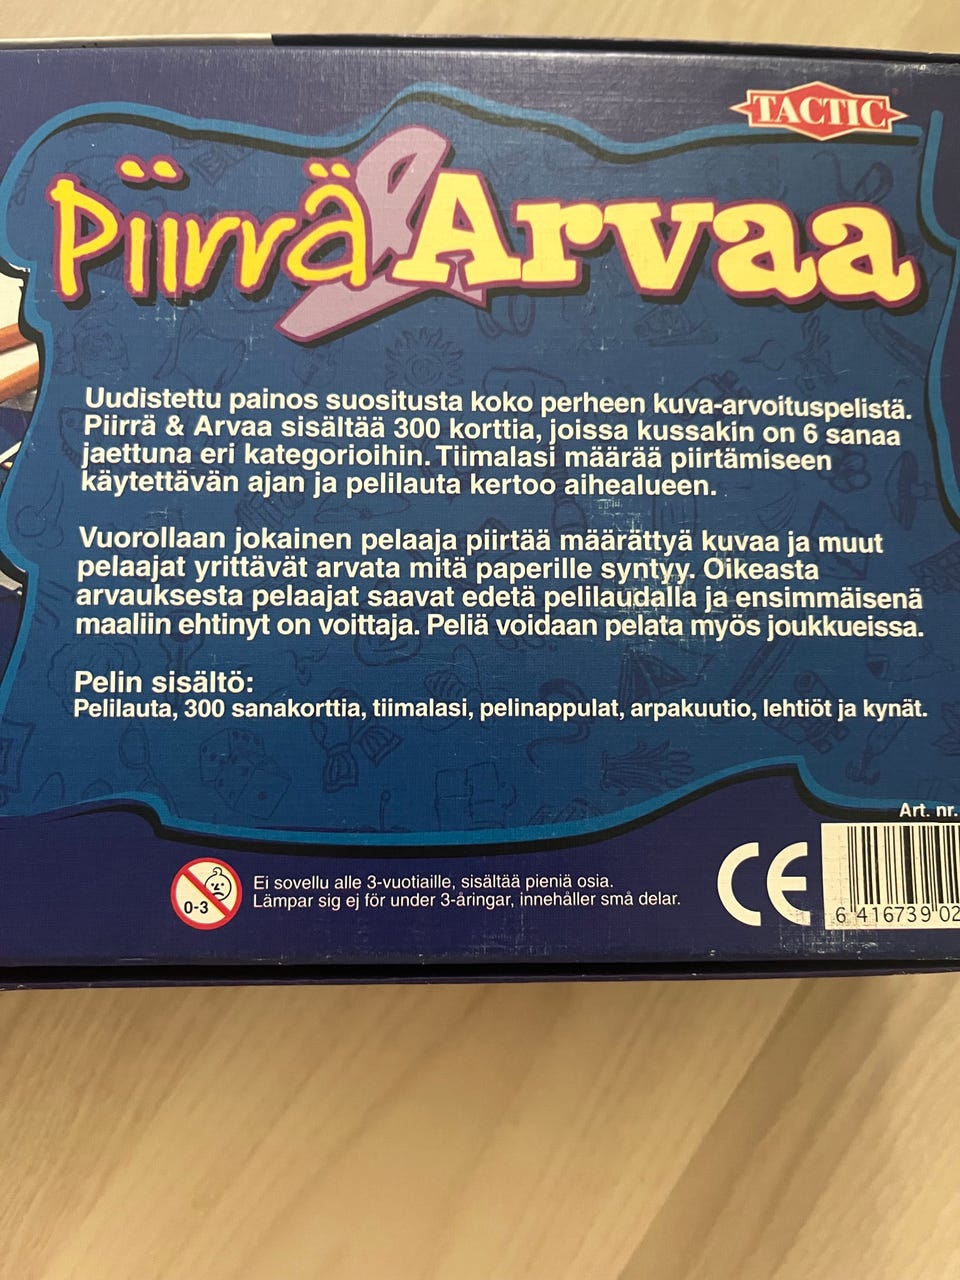 TACTIC
Piirrä & Arvaa
Uudistettu painos suositusta koko perheen kuva-arvoituspelistä.
Piirrä & Arvaa sisältää 300 korttia, joissa kussakin on 6 sanaa
jaettuna eri kategorioihin. Tiimalasi määrää piirtämiseen
käytettävän ajan ja pelilauta kertoo aihealueen.
Vuorollaan jokainen pelaaja piirtää määrättyä kuvaa ja muut
pelaajat yrittävät arvata mitä paperille syntyy. Oikeasta
arvauksesta pelaajat saavat edetä pelilaudalla ja ensimmäisenä
maaliin ehtinyt on voittaja. Peliä voidaan pelata myös joukkueissa.
Pelin sisältö:
Pelilauta, 300 sanakorttia, tiimalasi, pelinappulat, arpakuutio, lehtiöt ja kynät.
Art. nr.
0-3
Ei sovellu alle 3-vuotiaille, sisältää pieniä osia.
Lämpar sig ej för under 3-åringar, innehåller små delar.
CE
6 416739 02